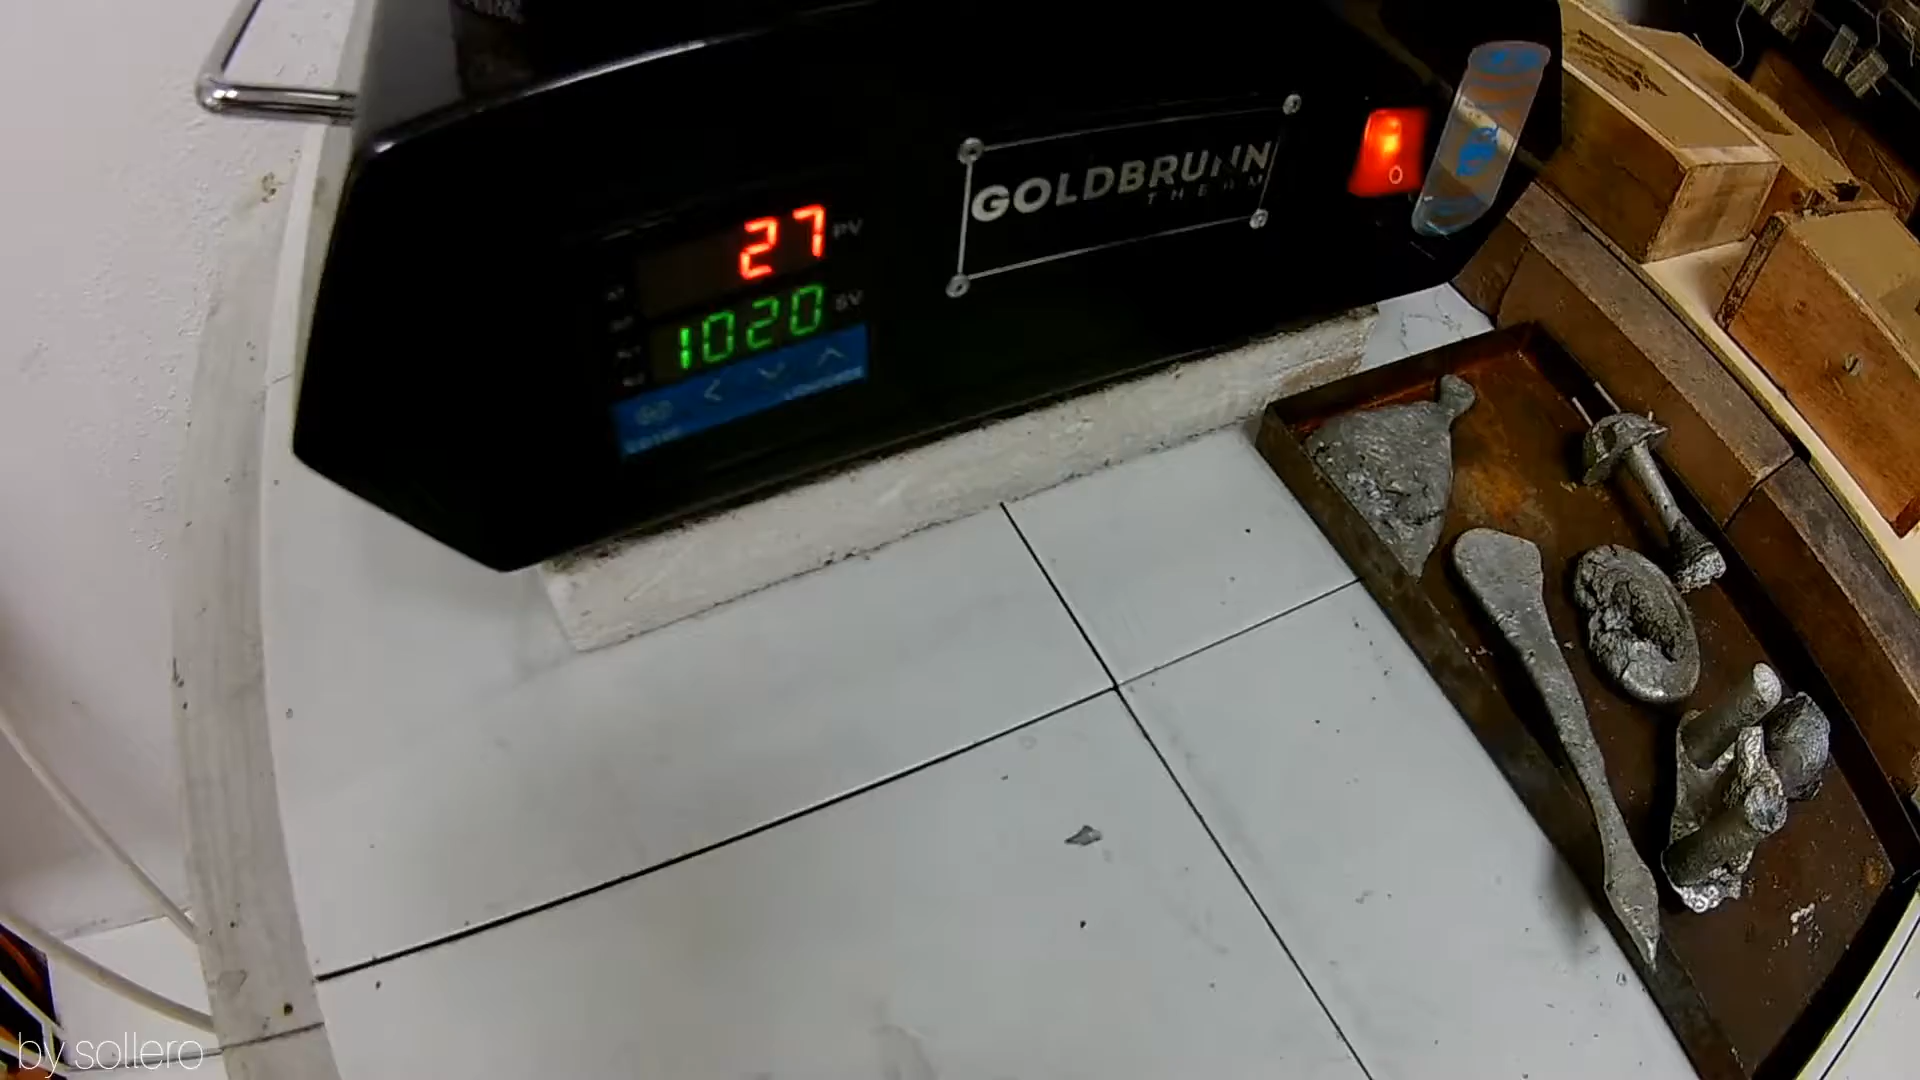 27 PV
1020 SV
GOLDBRUNN
THERM
O
by sollero